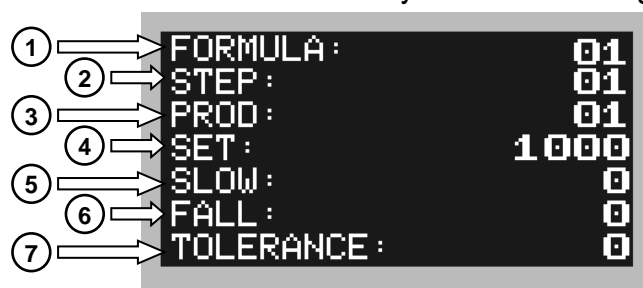 1 FORMULA: 01
2 STEP: 01
3 PROD: 01
4 SET: 1000
5 SLOW: 0
6 FALL: 0
7 TOLERANCE: 0